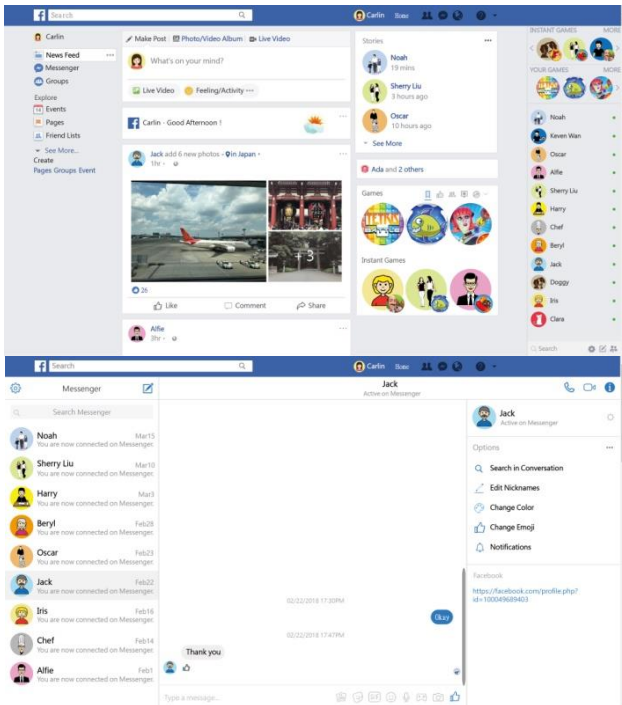 f Search
Carlin Home
Carlin
News Feed
Messenger
Groups
Explore
Events
Pages
Friend Lists
See More...
Create
Pages Groups Event
Make Post Photo/Video Album Live Video
What's on your mind?
Live Video Feeling/Activity
Carlin - Good Afternoon !
Jack add 6 new photos - in Japan
1hr
+ 3
26
Like Comment Share
Alfie
3hr
Stories
Noah
19 mins
Sherry Liu
3 hours ago
Oscar
10 hours ago
See More
Ada and 2 others
Games
TETRIS
Instant Games
INSTANT GAMES MORE
YOUR GAMES MORE
Noah
Keven Wan
Oscar
Alfie
Sherry Liu
Harry
Chef
Beryl
Jack
Doggy
Iris
Clara
Search
f Search
Carlin Home
Messenger
Search Messenger
Noah Mar15
You are now connected on Messenger.
Sherry Liu Mar10
You are now connected on Messenger.
Harry Mar3
You are now connected on Messenger.
Beryl Feb28
You are now connected on Messenger.
Oscar Feb23
You are now connected on Messenger.
Jack Feb22
You are now connected on Messenger.
Iris Feb16
You are now connected on Messenger.
Chef Feb14
You are now connected on Messenger.
Alfie Feb1
You are now connected on Messenger.
Jack
Active on Messenger
02/22/2018 17:30PM
Okay
02/22/2018 17:47PM
Thank you
Type a message...
Jack
Active on Messenger
Options
Search in Conversation
Edit Nicknames
Change Color
Change Emoji
Notifications
Facebook
https://facebook.com/profile.php?
id=100049689403